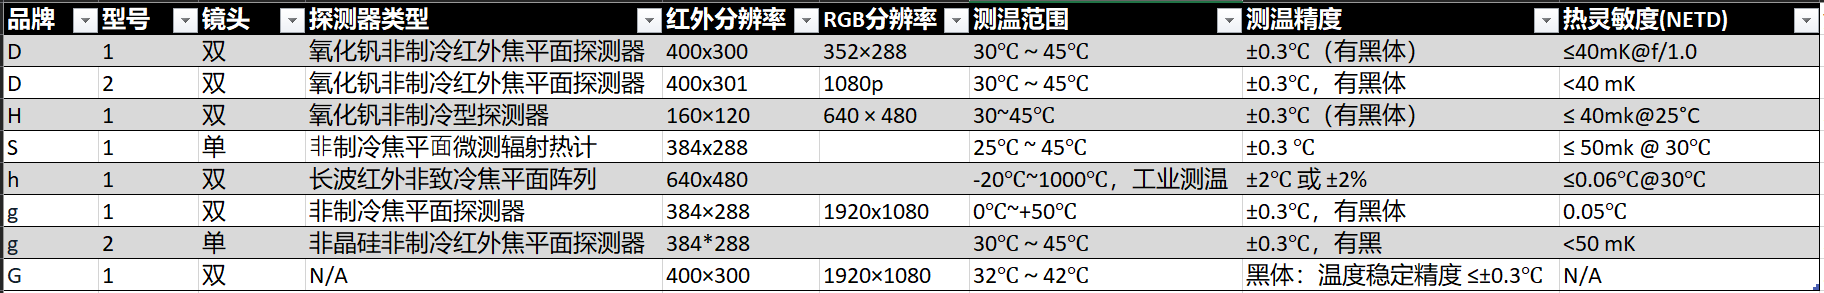 品牌 型号 镜头 探测器类型 红外分辨率 RGB分辨率 测温范围 测温精度 热灵敏度(NETD)
D 1 双 氧化钒非制冷红外焦平面探测器 400x300 352×288 30℃ ~ 45℃ ±0.3℃（有黑体） ≤40mK@f/1.0
D 2 双 氧化钒非制冷红外焦平面探测器 400x301 1080p 30℃ ~ 45℃ ±0.3℃，有黑体 <40 mK
H 1 双 氧化钒非制冷型探测器 160×120 640 × 480 30~45℃ ±0.3℃（有黑体） ≤ 40mk@25°C
S 1 单 非制冷焦平面微测辐射热计 384x288 25℃ ~ 45℃ ±0.3 ℃ ≤ 50mk @ 30℃
h 1 双 长波红外非致冷焦平面阵列 640x480 -20℃~1000℃，工业测温 ±2℃ 或 ±2% ≤0.06℃@30℃
g 1 双 非制冷焦平面探测器 384×288 1920x1080 0℃~+50℃ ±0.3℃，有黑体 0.05℃
g 2 单 非晶硅非制冷红外焦平面探测器 384*288 30℃ ~ 45℃ ±0.3℃，有黑 <50 mK
G 1 双 N/A 400×300 1920×1080 32℃ ~ 42℃ 黑体：温度稳定精度 ≤±0.3℃ N/A